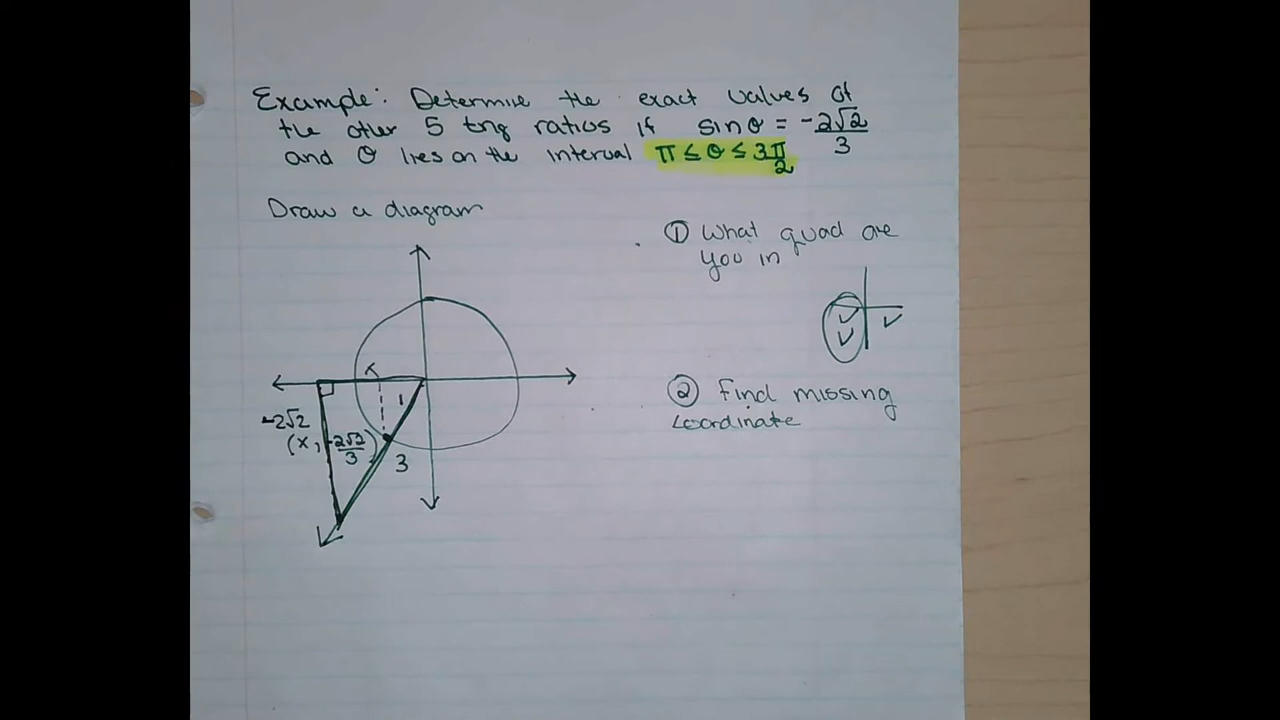 Example: Determine the exact values of
the other 5 trig ratios if sinθ = -2√2/3
and θ lies on the interval π ≤ θ ≤ 3π/2
Draw a diagram
① What quad are
you in
x
1
-2√2
(x, -2√2/3)
3
② Find missing
coordinate